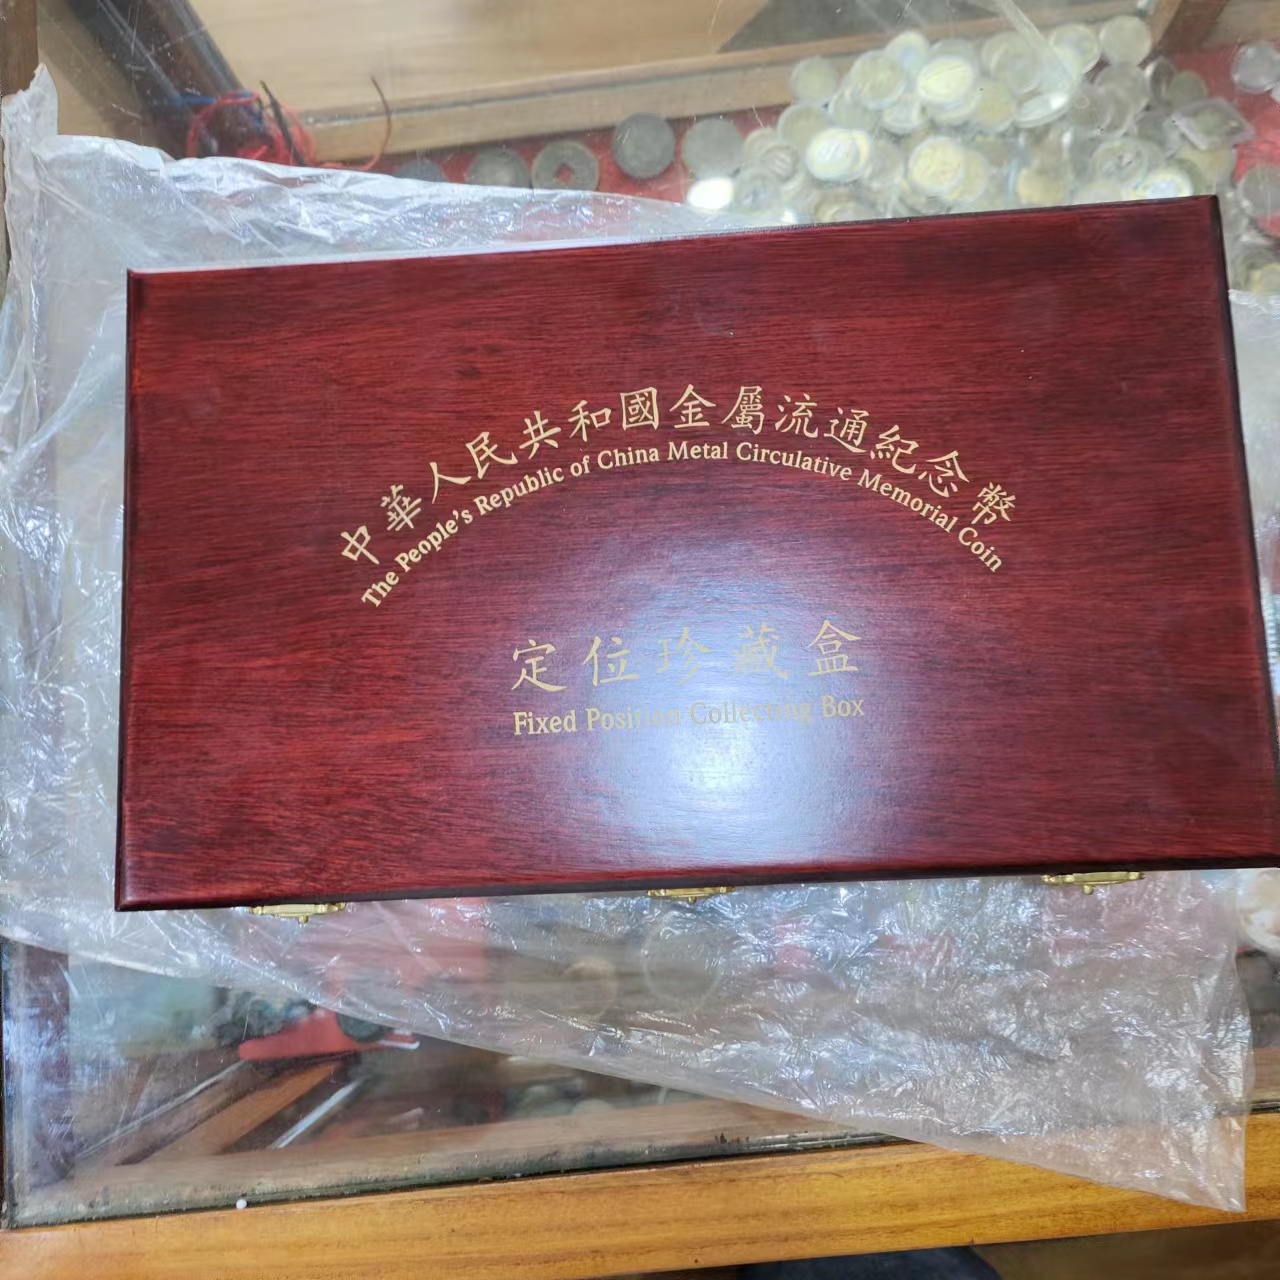 中華人民共和國金屬流通紀念幣
The People's Republic of China Metal Circulative Memorial Coin
定位珍藏盒
Fixed Position Collecting Box